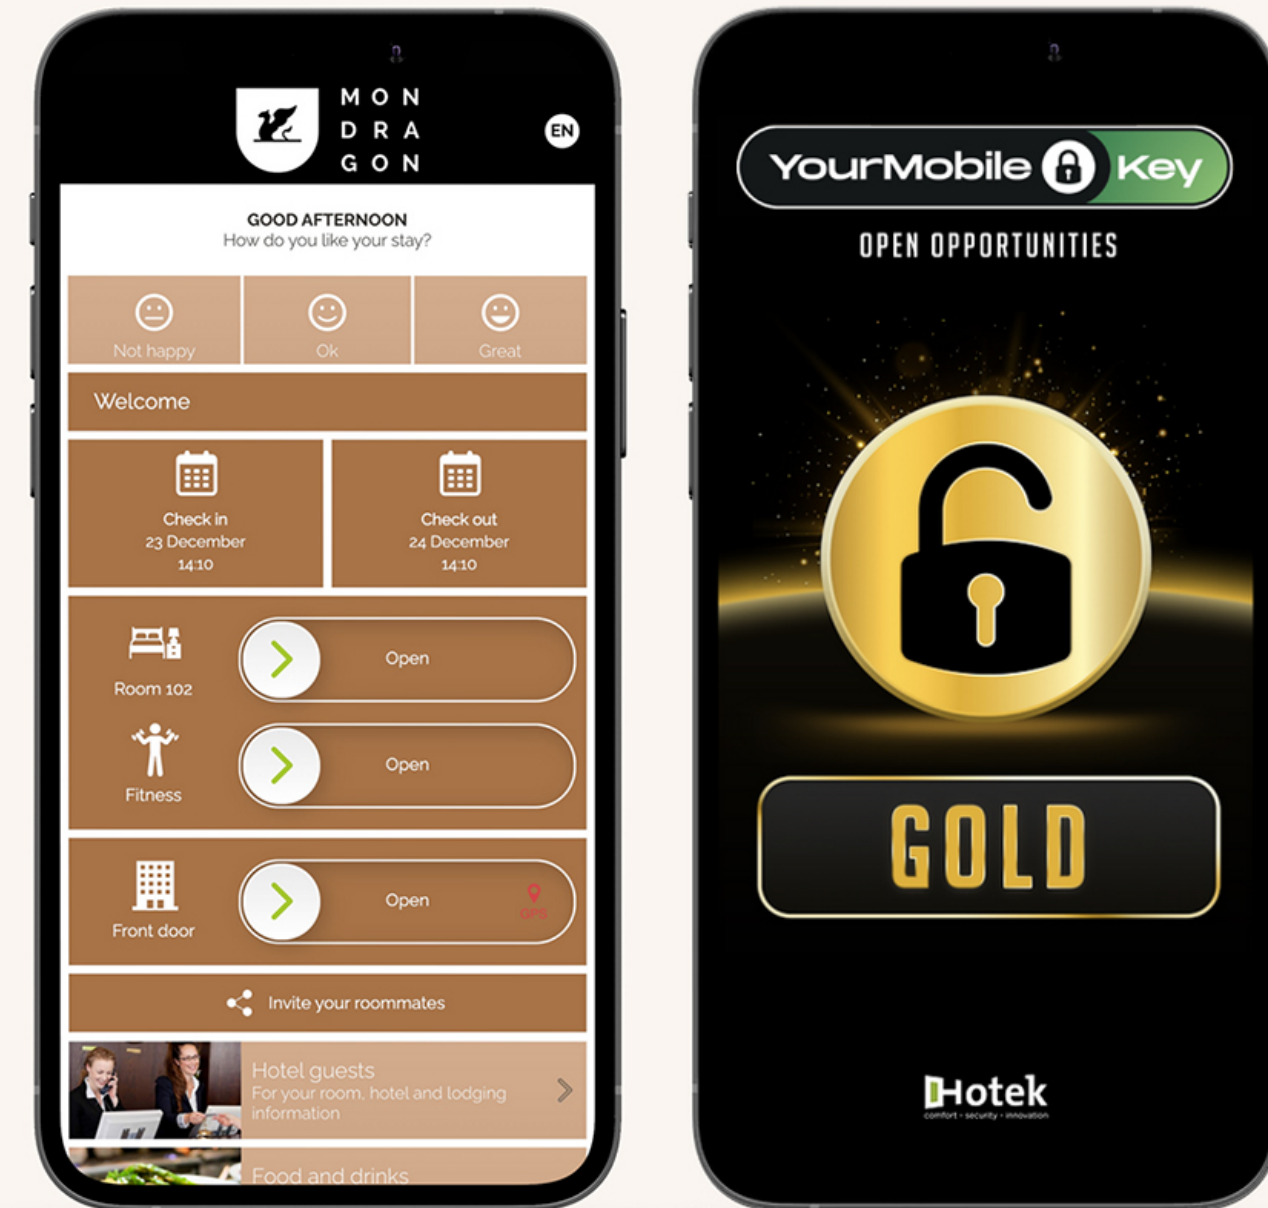 MON
DRA
GON
EN
GOOD AFTERNOON
How do you like your stay?
Not happy
Ok
Great
Welcome
Check in
23 December
14:10
Check out
24 December
14:10
Room 102
Open
Fitness
Open
Front door
Open
GPS
Invite your roommates
Hotel guests
For your room, hotel and lodging
information
Food and drinks
YourMobile Key
OPEN OPPORTUNITIES
GOLD
Hotek
comfort - security - innovation